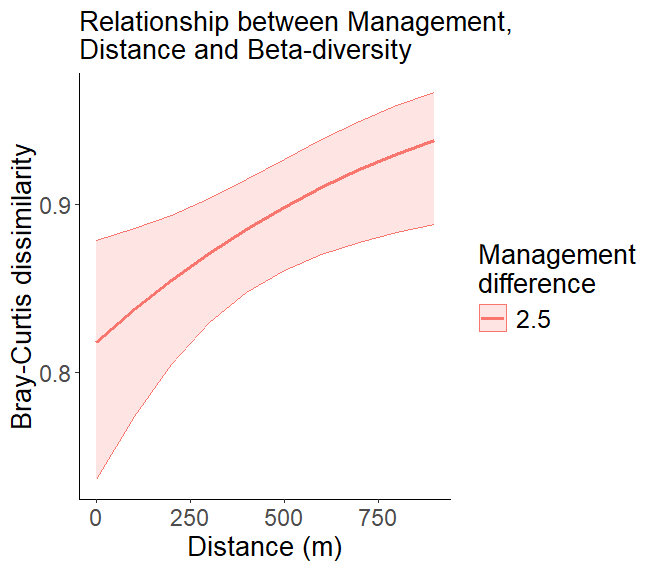 Relationship between Management,
Distance and Beta-diversity
Bray-Curtis dissimilarity
0.9
0.8
0
250
500
750
Distance (m)
Management
difference
2.5